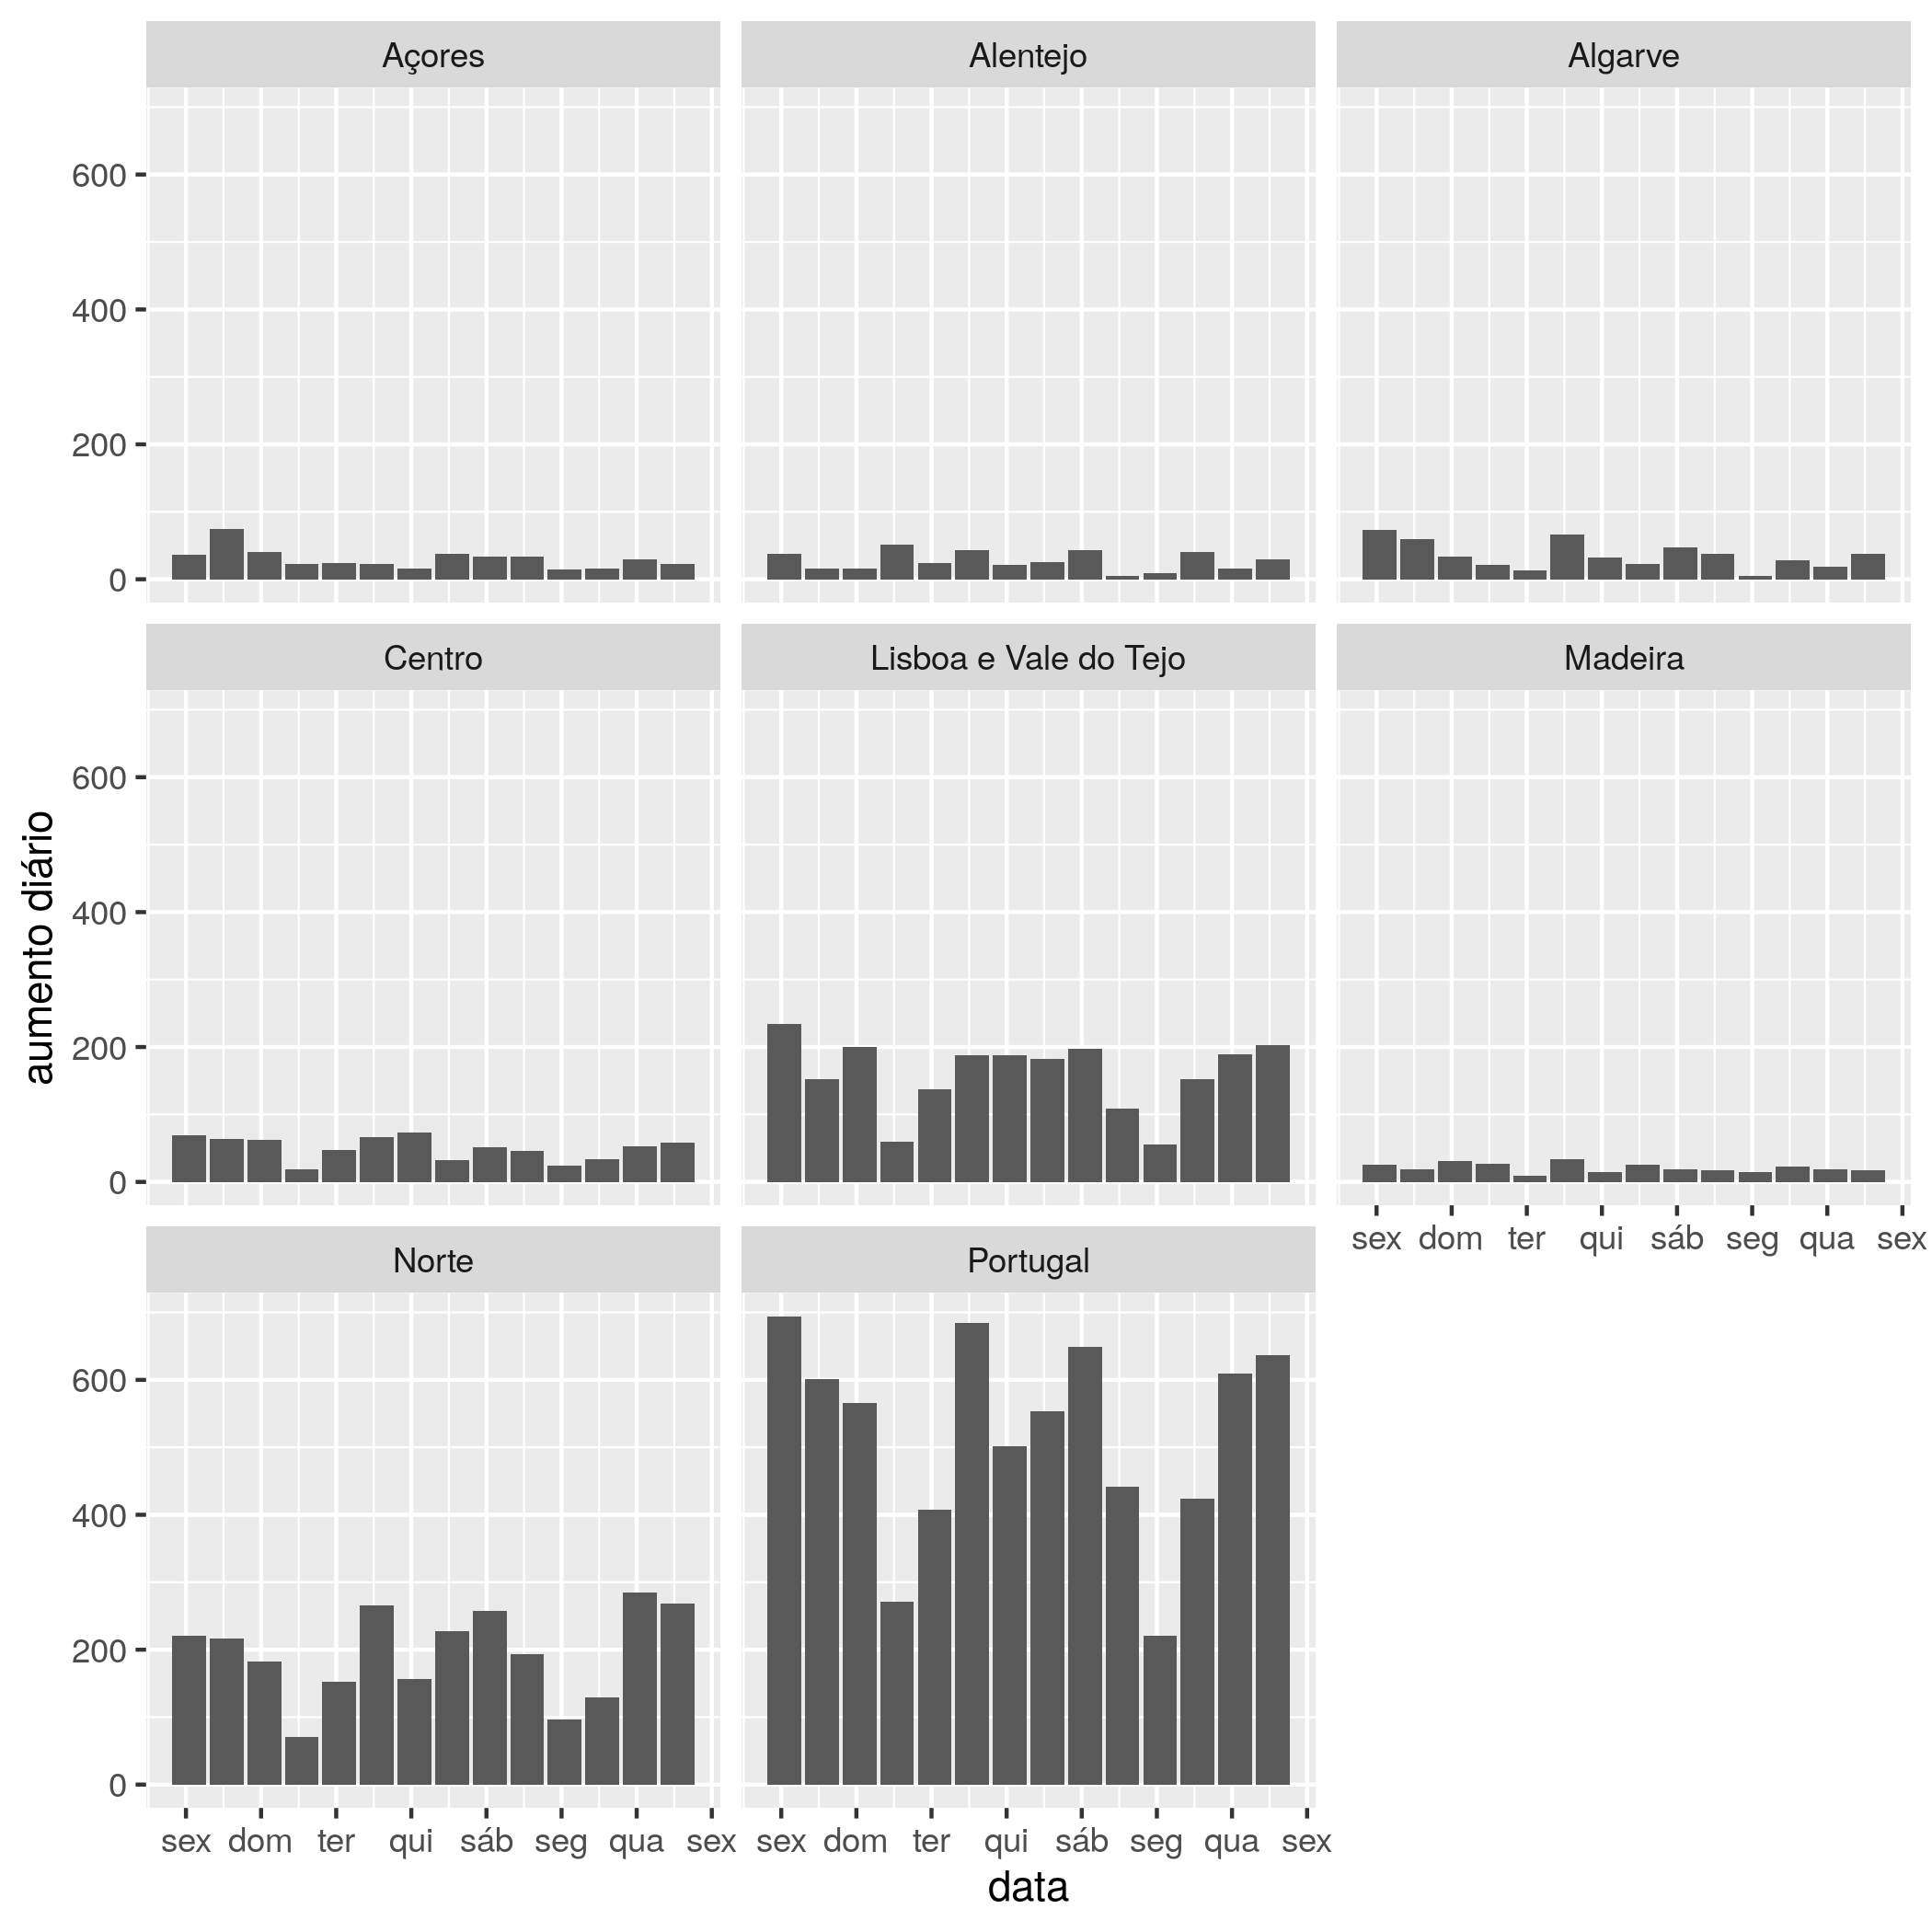 Açores Alentejo Algarve
600
400
200
0
Centro Lisboa e Vale do Tejo Madeira
600
400
200
0
sex dom ter qui sáb seg qua sex
Norte Portugal
600
400
200
0
sex dom ter qui sáb seg qua sex sex dom ter qui sáb seg qua sex
data
aumento diário